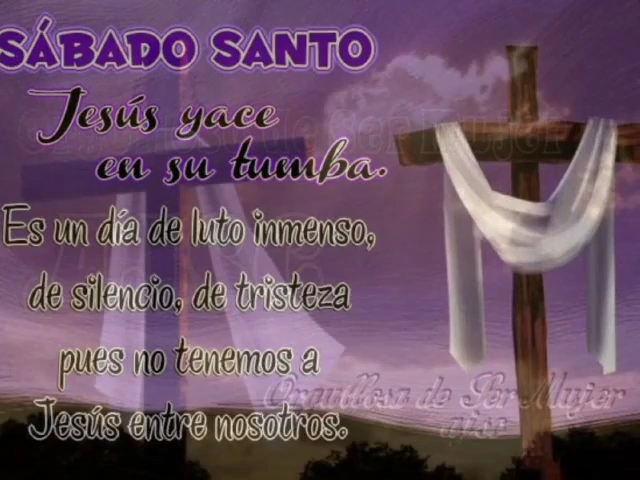 SÁBADO SANTO
Jesús yace
en su tumba.
Es un día de luto inmenso,
de silencio, de tristeza
pues no tenemos a
Jesús entre nosotros.
Orgullosa de Ser Mujer